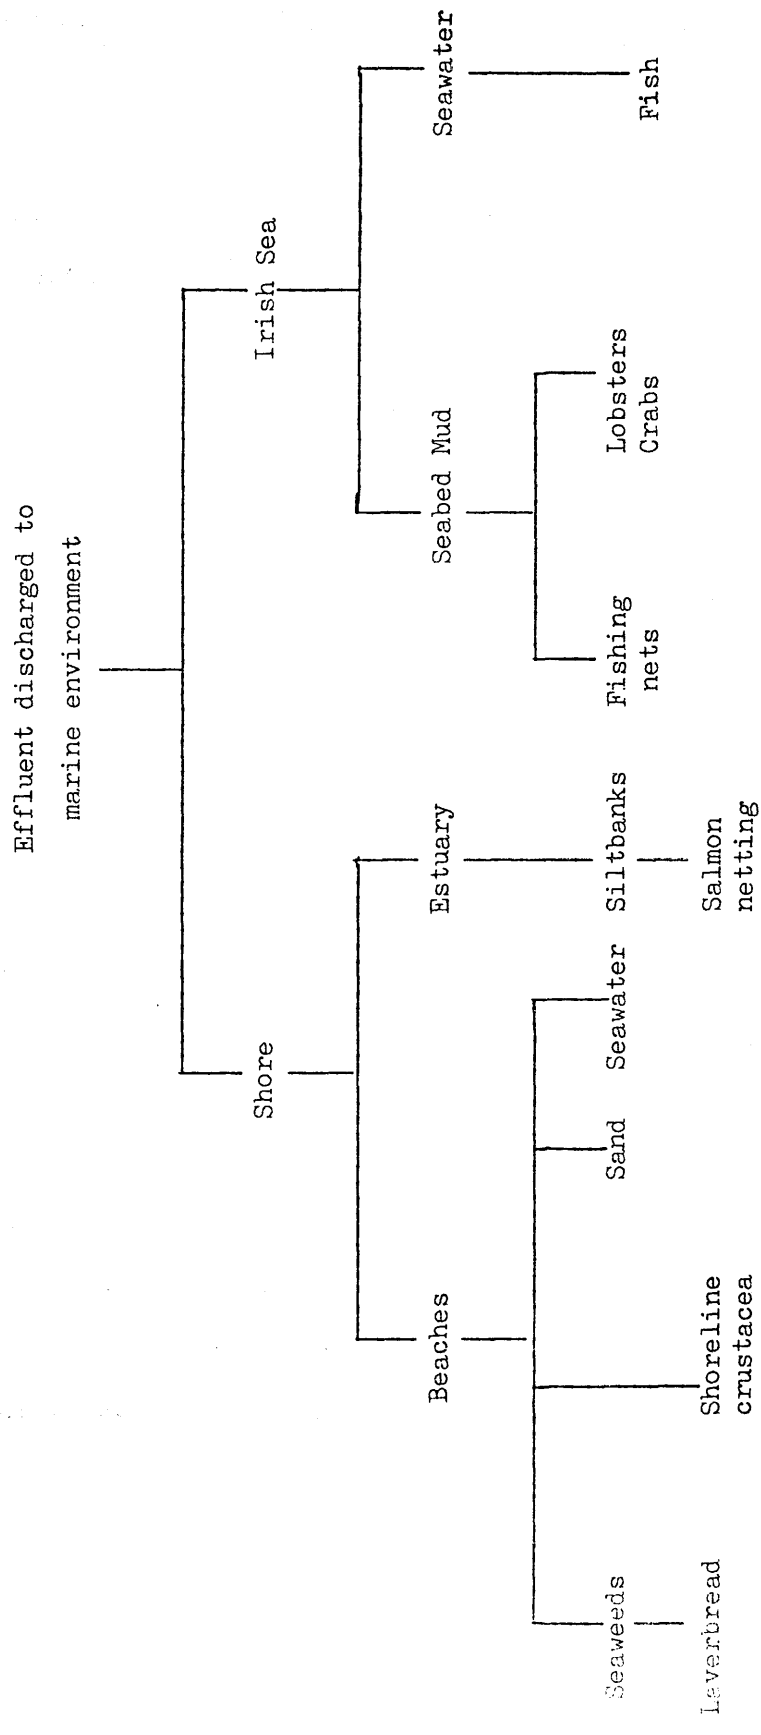 Effluent discharged to
marine environment
Shore
Irish Sea
Beaches
Estuary
Seabed Mud
Seawater
Seaweeds
Sand
Seawater
Siltbanks
Fishing
nets
Lobsters
Crabs
Fish
Laverbread
Shoreline
crustacea
Salmon
netting